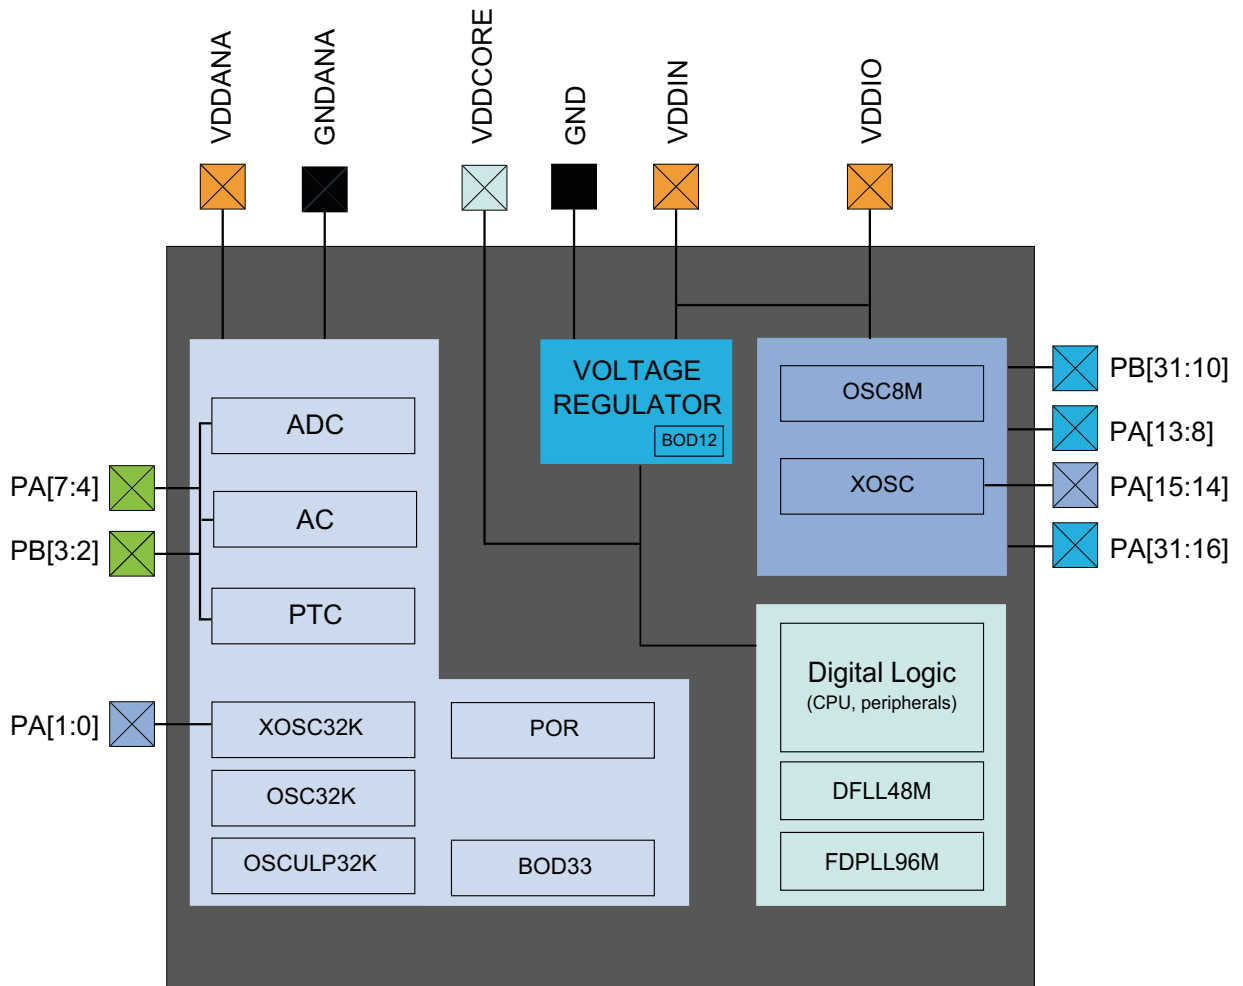 VDDANA
GNDANA
VDDCORE
GND
VDDIN
VDDIO
VOLTAGE
REGULATOR
BOD12
OSC8M
XOSC
PB[31:10]
PA[13:8]
PA[15:14]
PA[31:16]
ADC
AC
PTC
PA[7:4]
PB[3:2]
PA[1:0]
XOSC32K
OSC32K
OSCULP32K
POR
BOD33
Digital Logic
(CPU, peripherals)
DFLL48M
FDPLL96M